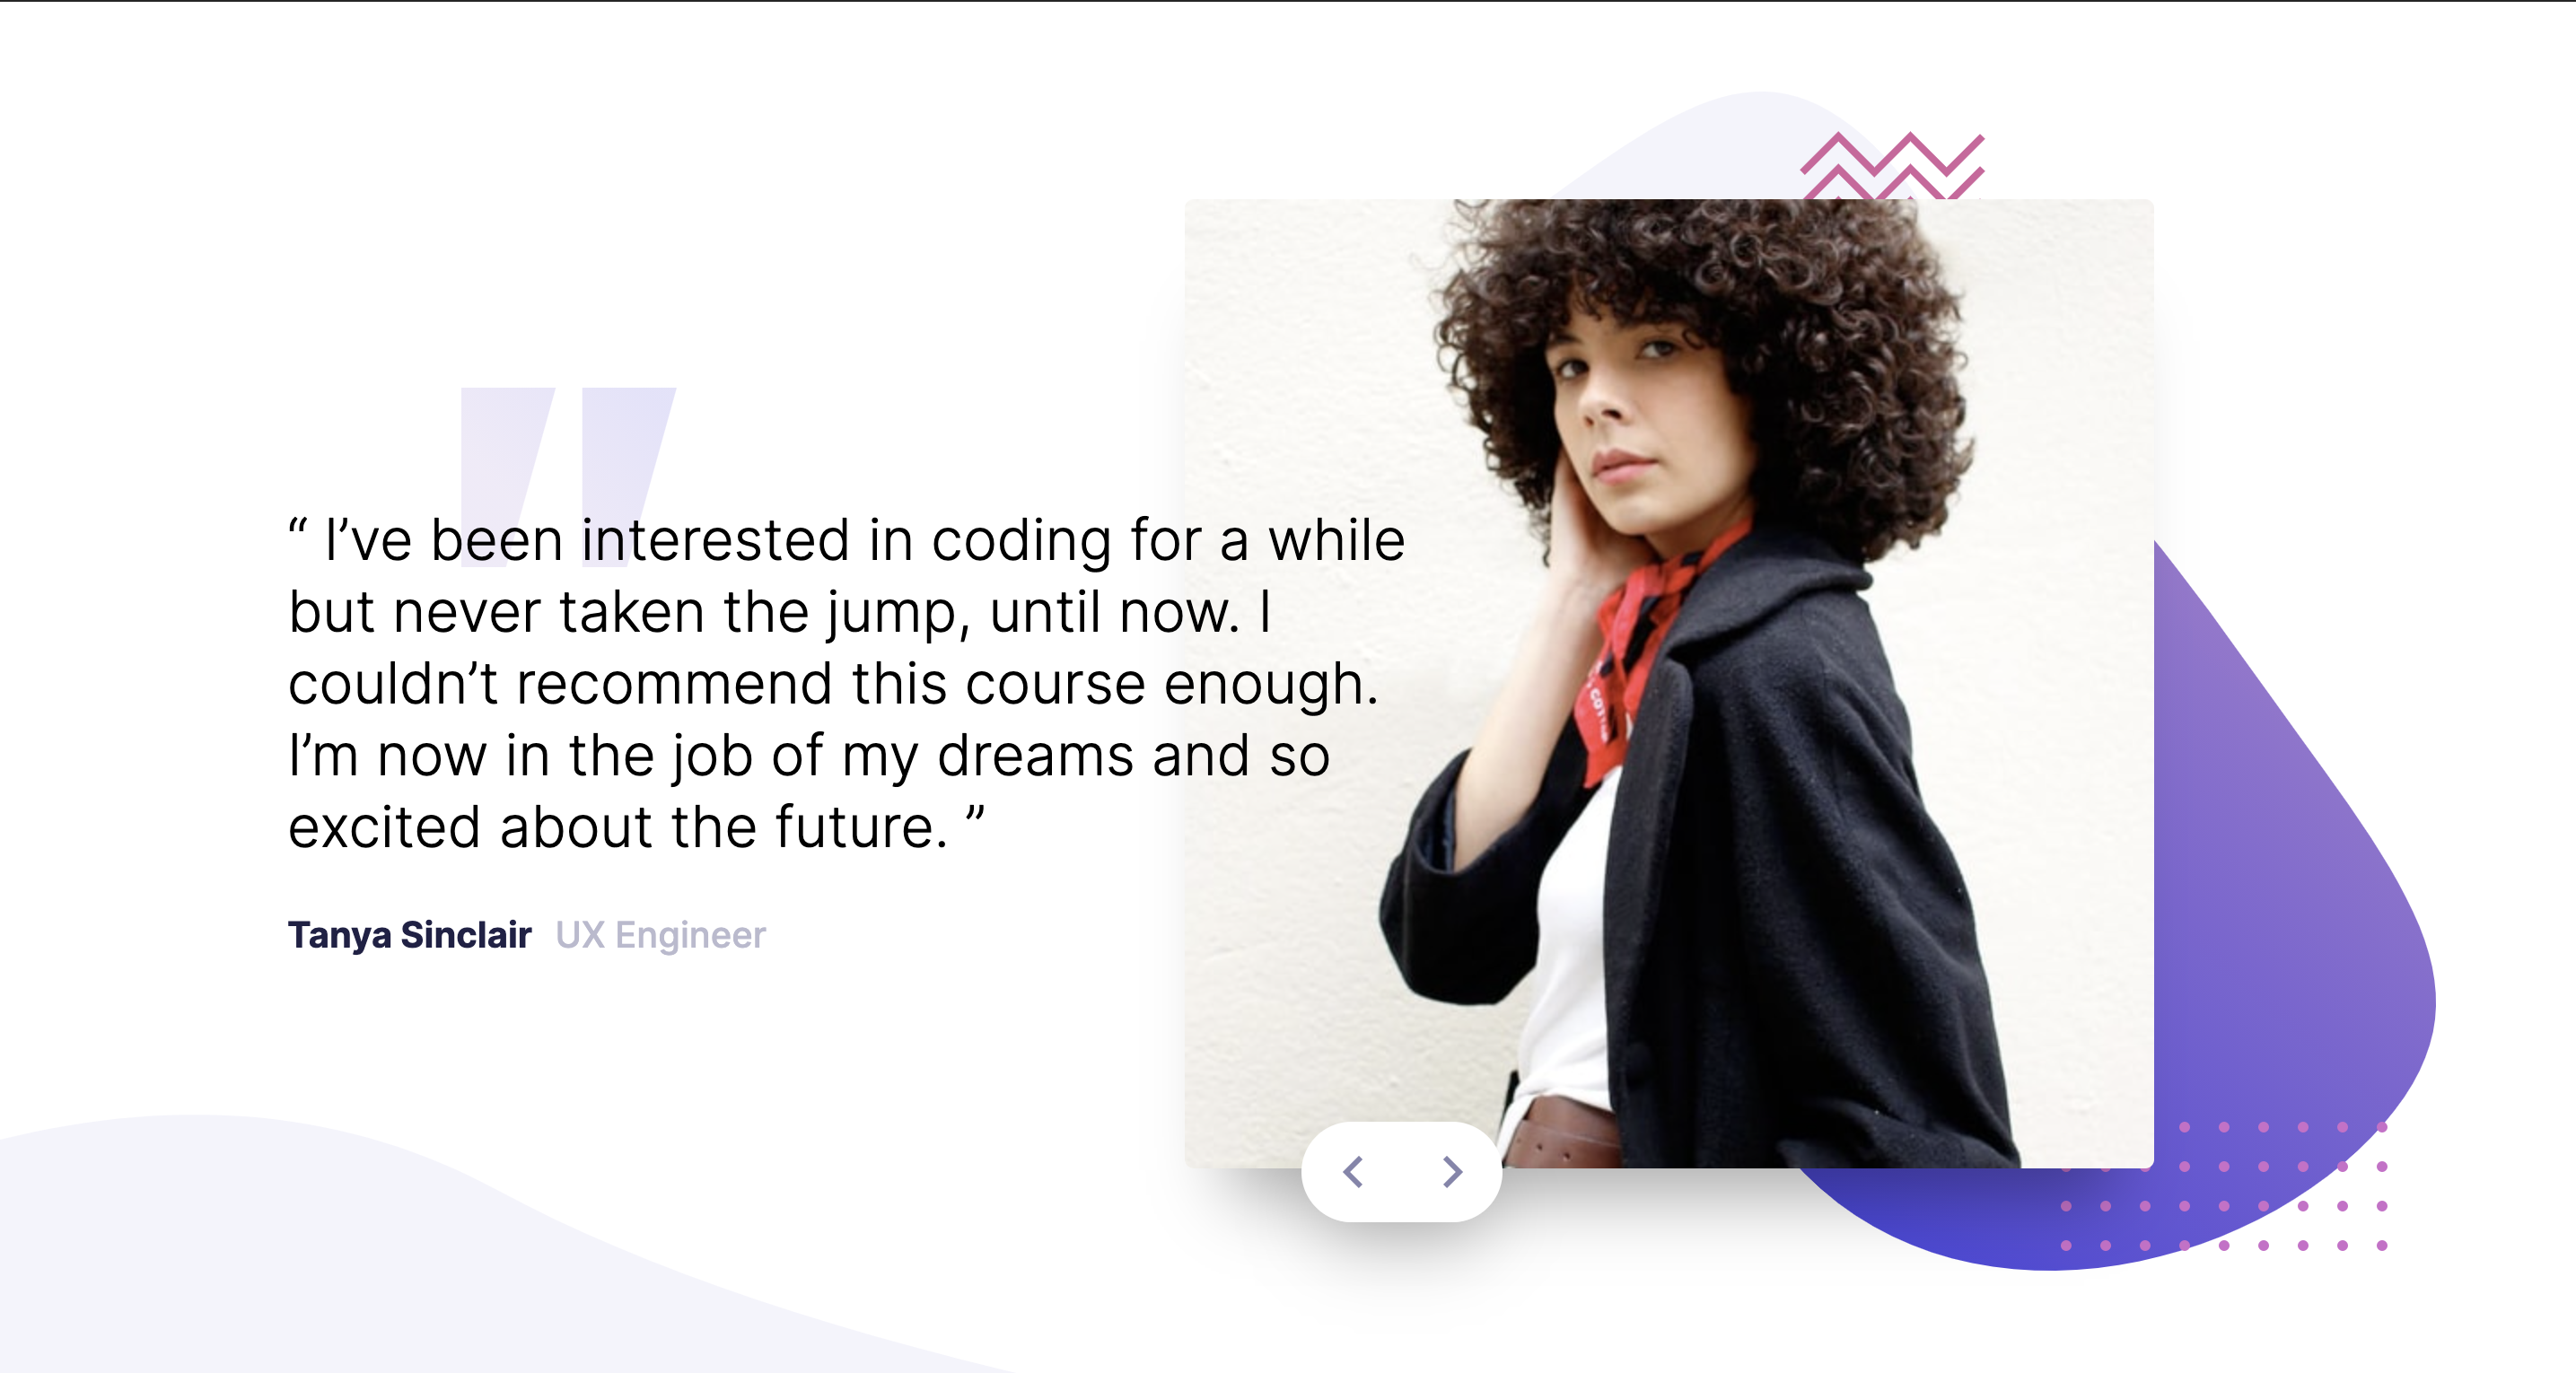 “ I’ve been interested in coding for a while
but never taken the jump, until now. I
couldn’t recommend this course enough.
I’m now in the job of my dreams and so
excited about the future. ”
Tanya Sinclair UX Engineer